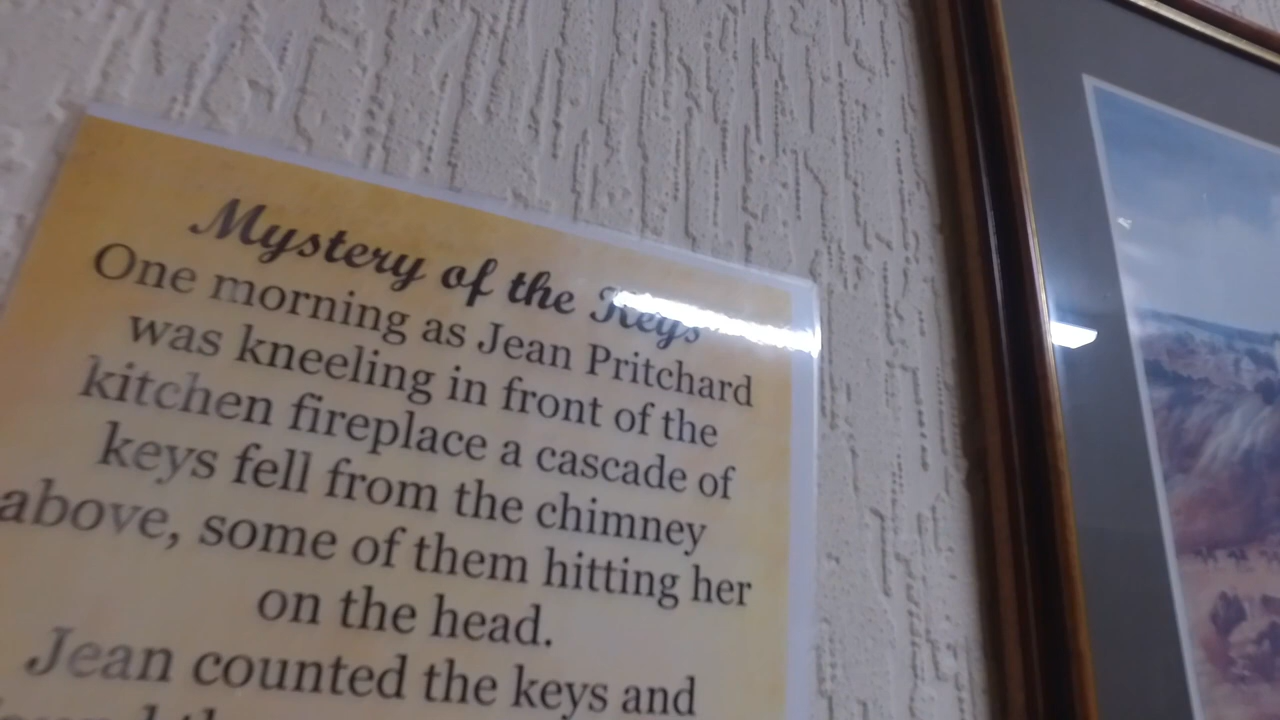 Mystery of the Keys
One morning as Jean Pritchard
was kneeling in front of the
kitchen fireplace a cascade of
keys fell from the chimney
above, some of them hitting her
on the head.
Jean counted the keys and